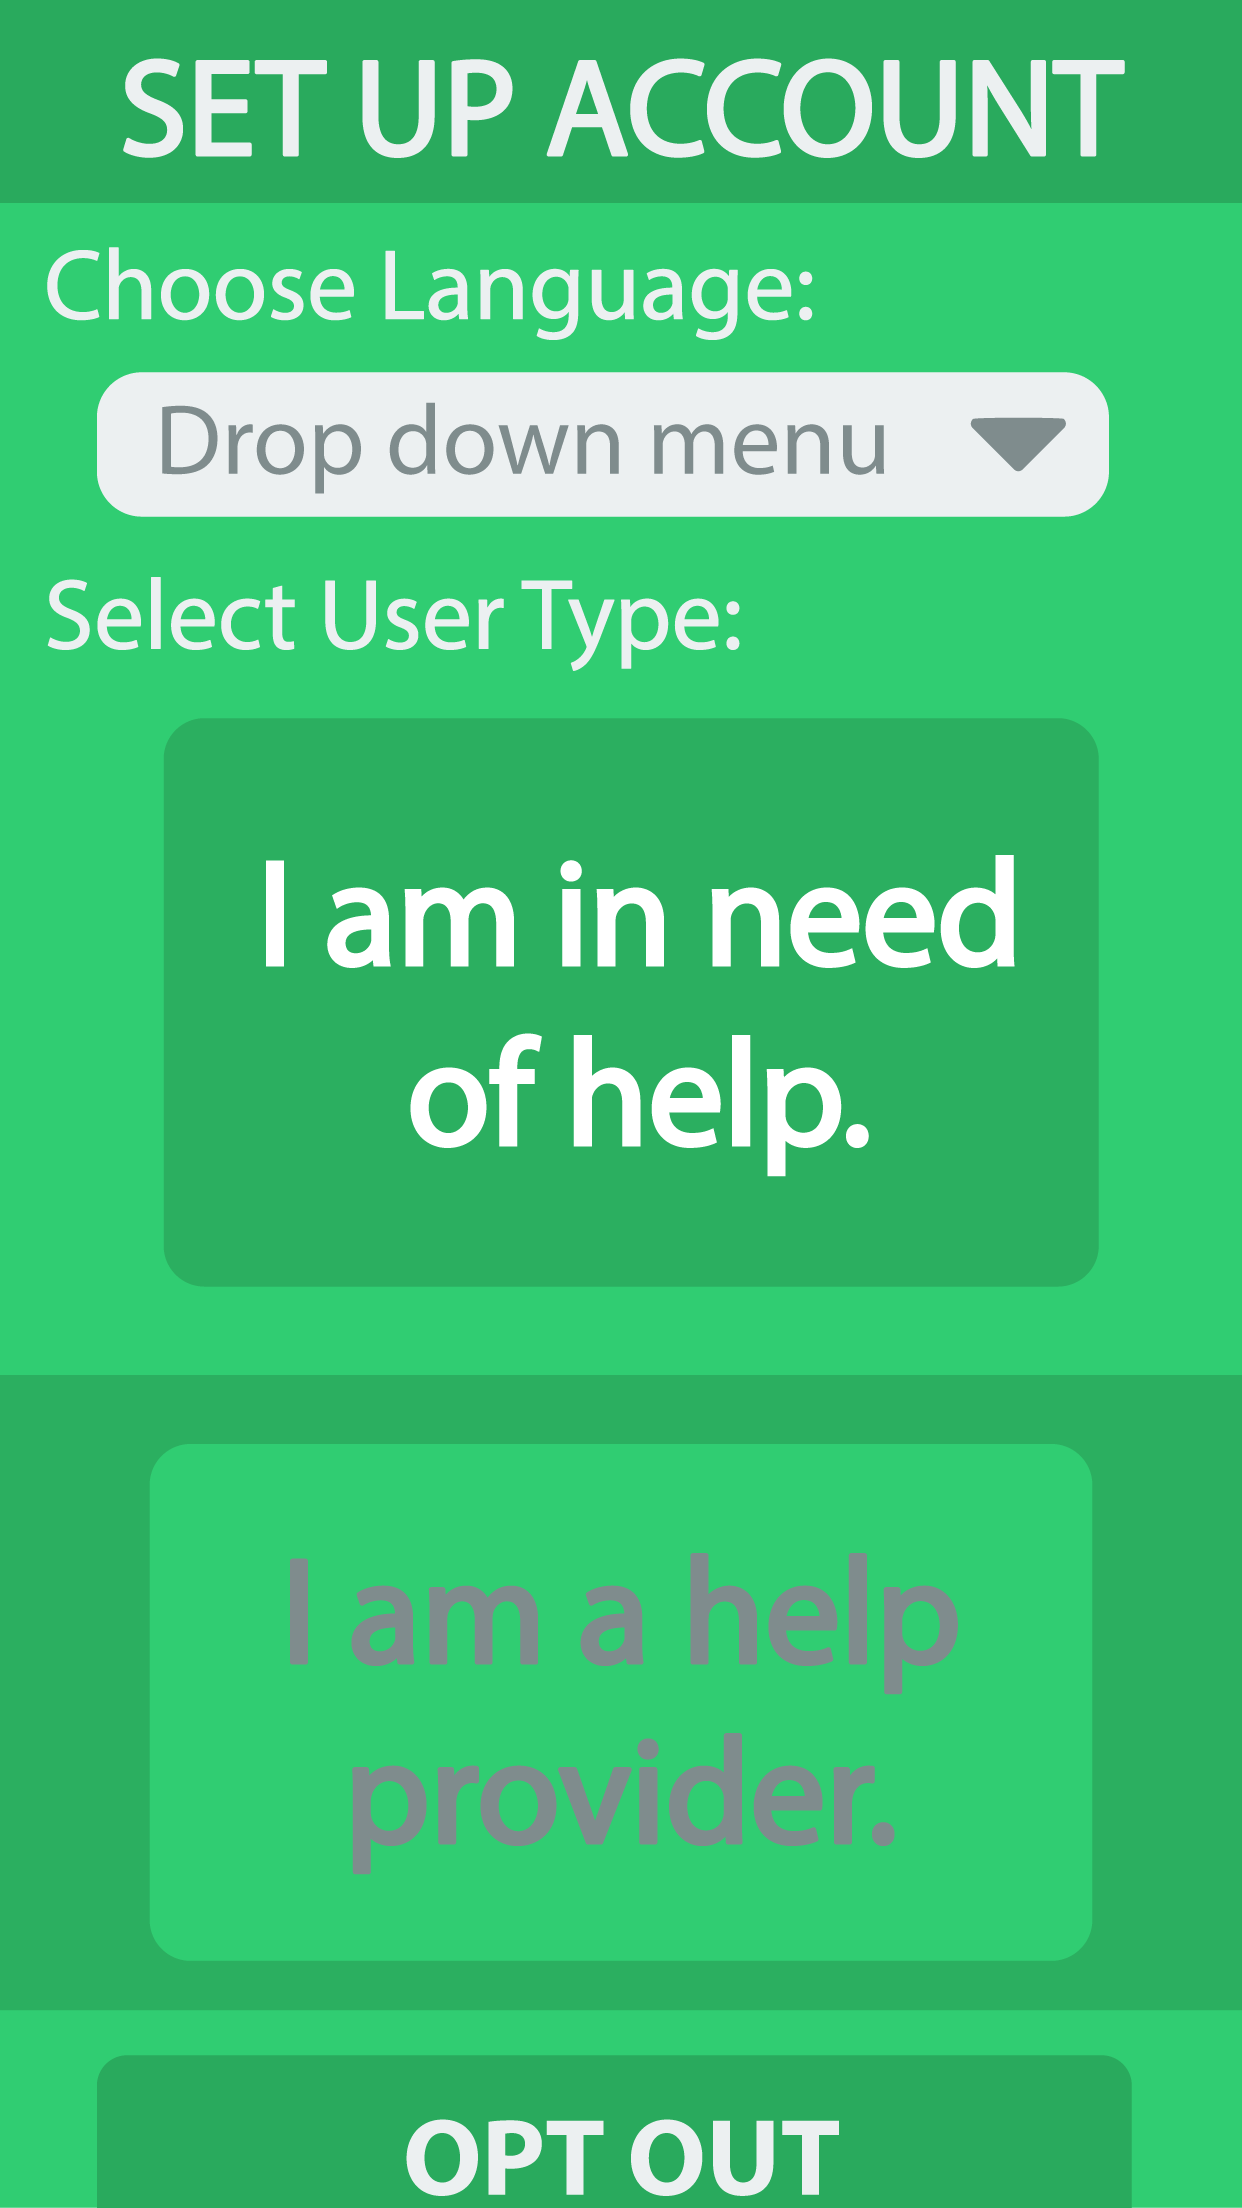 SET UP ACCOUNT
Choose Language:
Drop down menu
Select User Type:
I am in need
of help.
I am a help
provider.
OPT OUT